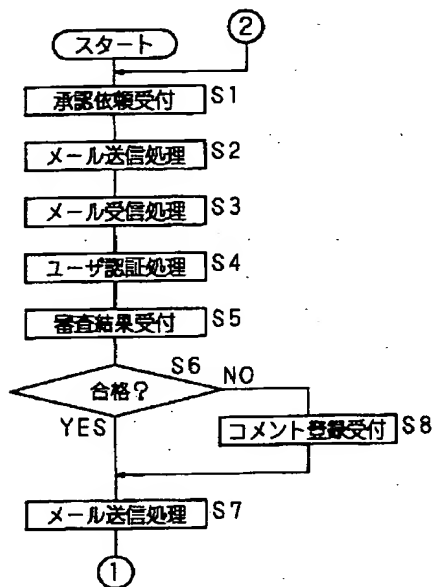 ②
スタート
承認依頼受付 S1
メール送信処理 S2
メール受信処理 S3
ユーザ認証処理 S4
審査結果受付 S5
S6
合格?
NO
YES
コメント登録受付 S8
メール送信処理 S7
①